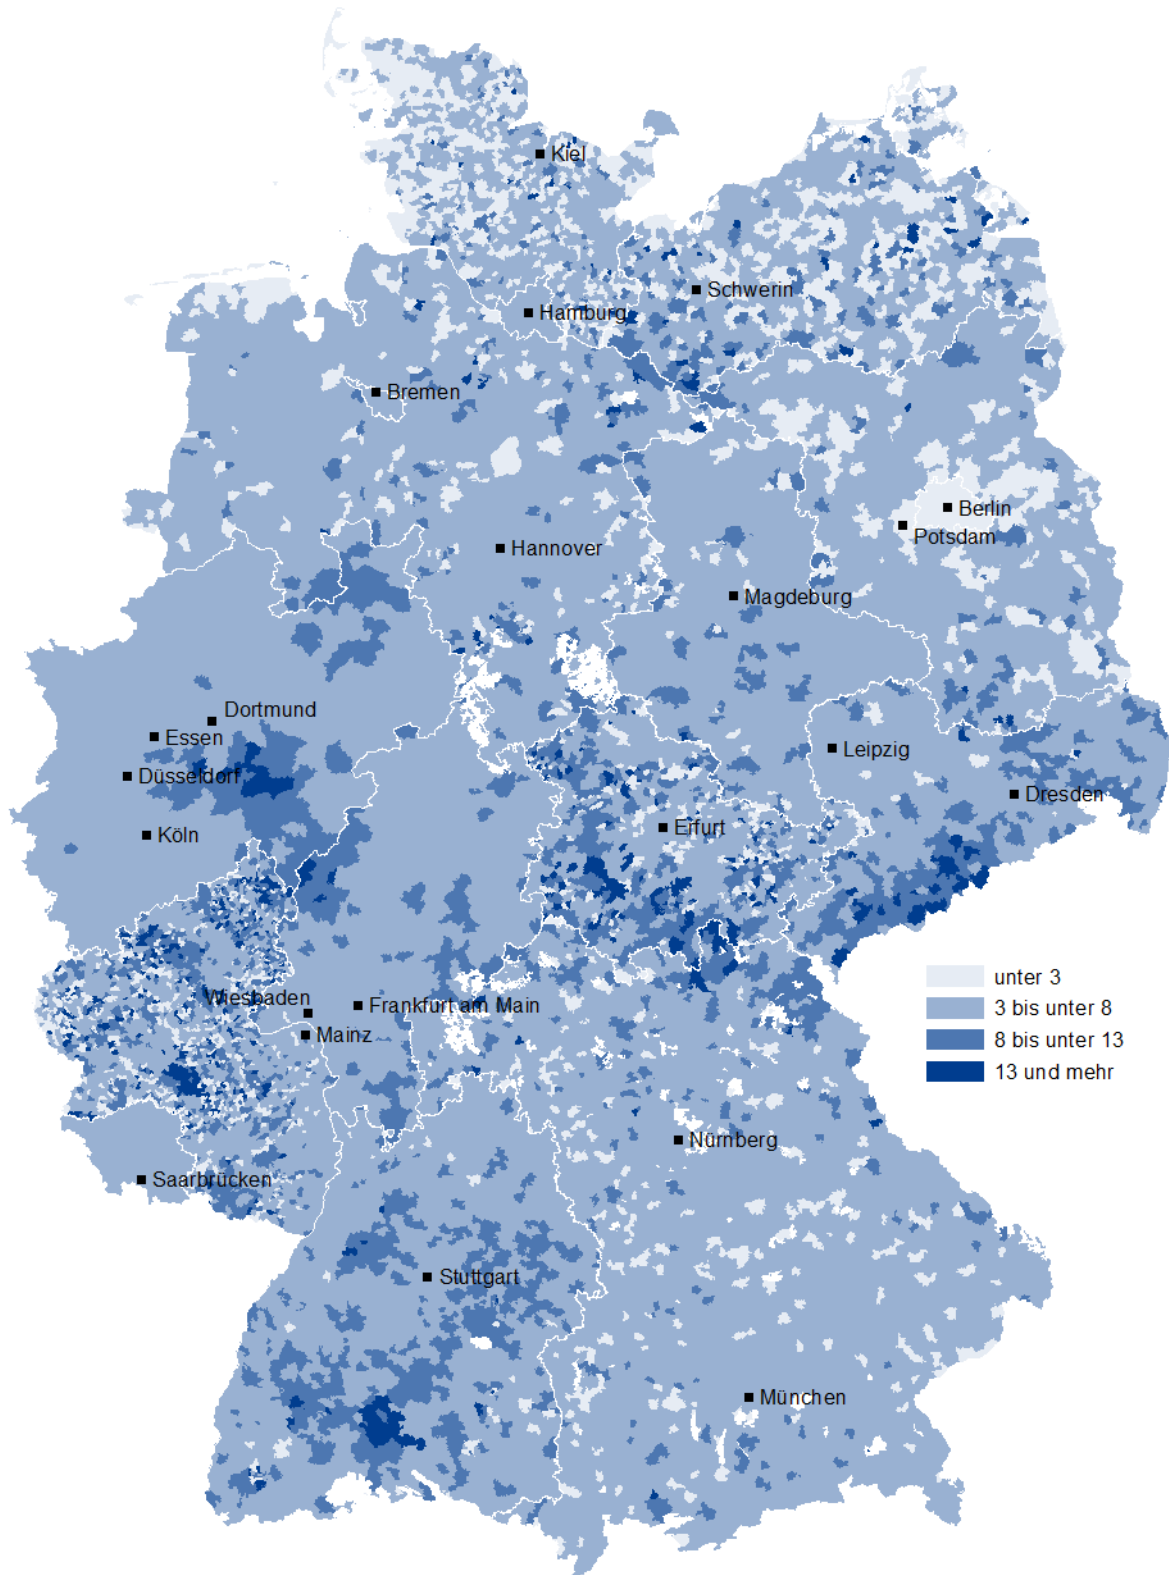 Kiel
Schwerin
Hamburg
Bremen
Berlin
Potsdam
Hannover
Magdeburg
Dortmund
Essen
Leipzig
Düsseldorf
Dresden
Köln
Erfurt
unter 3
3 bis unter 8
8 bis unter 13
13 und mehr
Wiesbaden
Frankfurt am Main
Mainz
Nürnberg
Saarbrücken
Stuttgart
München